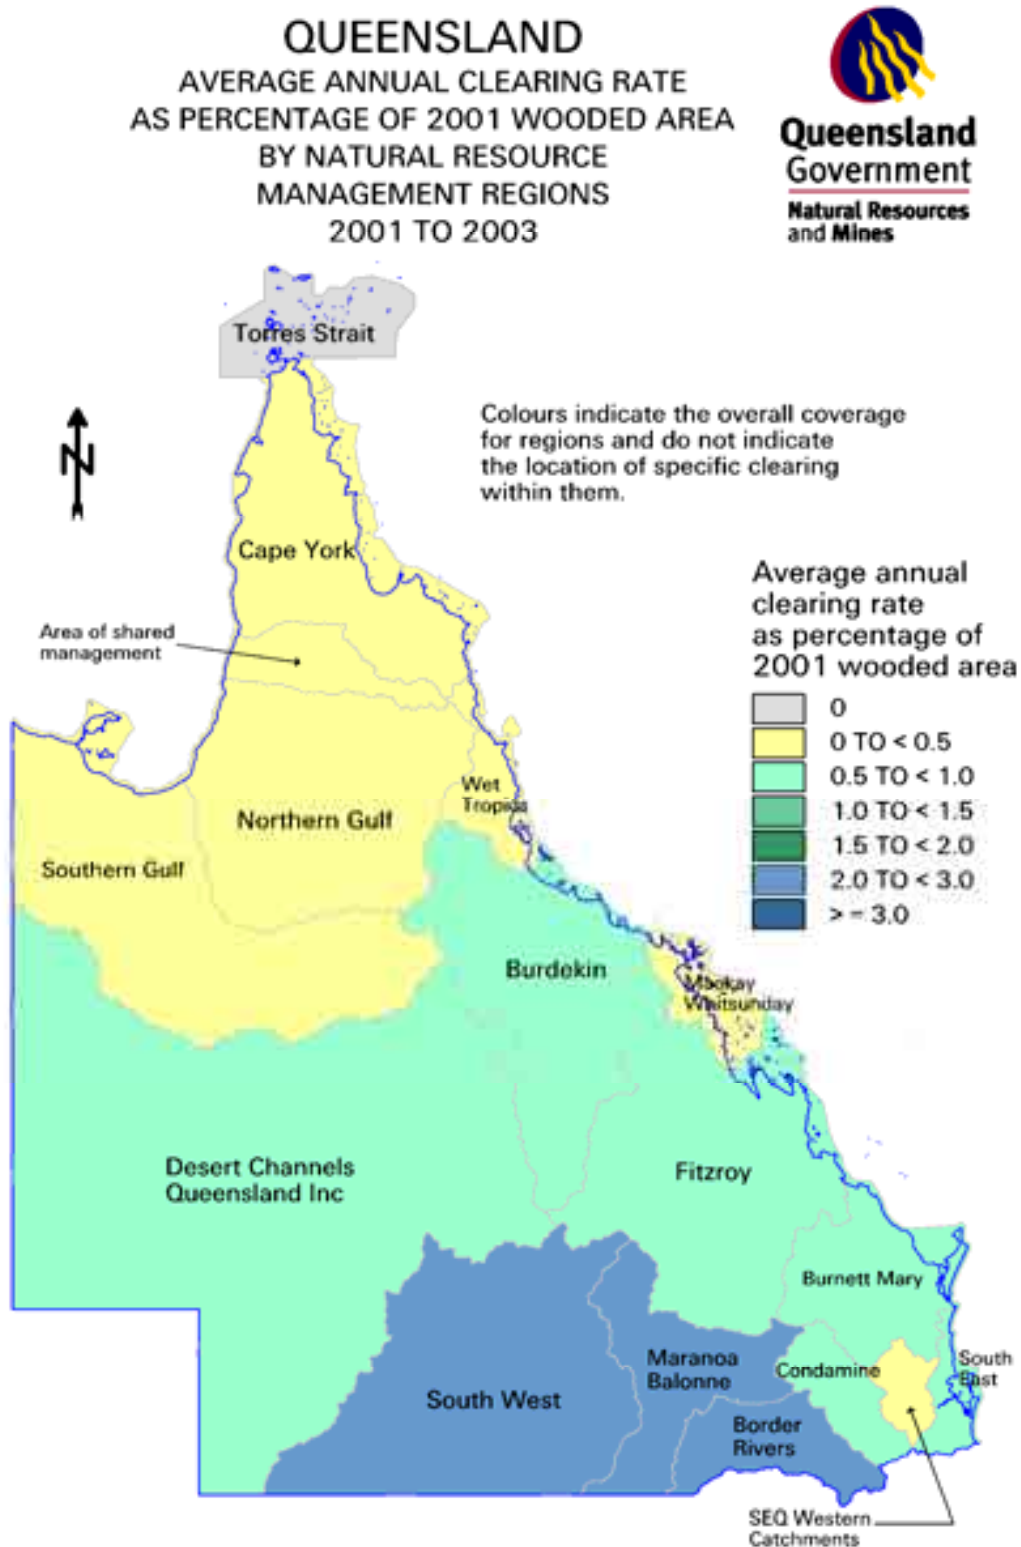 QUEENSLAND
AVERAGE ANNUAL CLEARING RATE
AS PERCENTAGE OF 2001 WOODED AREA
BY NATURAL RESOURCE
MANAGEMENT REGIONS
2001 TO 2003
Queensland
Government
Natural Resources
and Mines
Torres Strait
Colours indicate the overall coverage
for regions and do not indicate
the location of specific clearing
within them.
Cape York
Area of shared
management
Average annual
clearing rate
as percentage of
2001 wooded area
0
0 TO < 0.5
0.5 TO < 1.0
1.0 TO < 1.5
1.5 TO < 2.0
2.0 TO < 3.0
> = 3.0
Wet
Tropics
Northern Gulf
Southern Gulf
Burdekin
Mackay
Whitsunday
Desert Channels
Queensland Inc
Fitzroy
Burnett Mary
Maranoa
Balonne
Condamine
South
East
South West
Border
Rivers
SEQ Western
Catchments
N